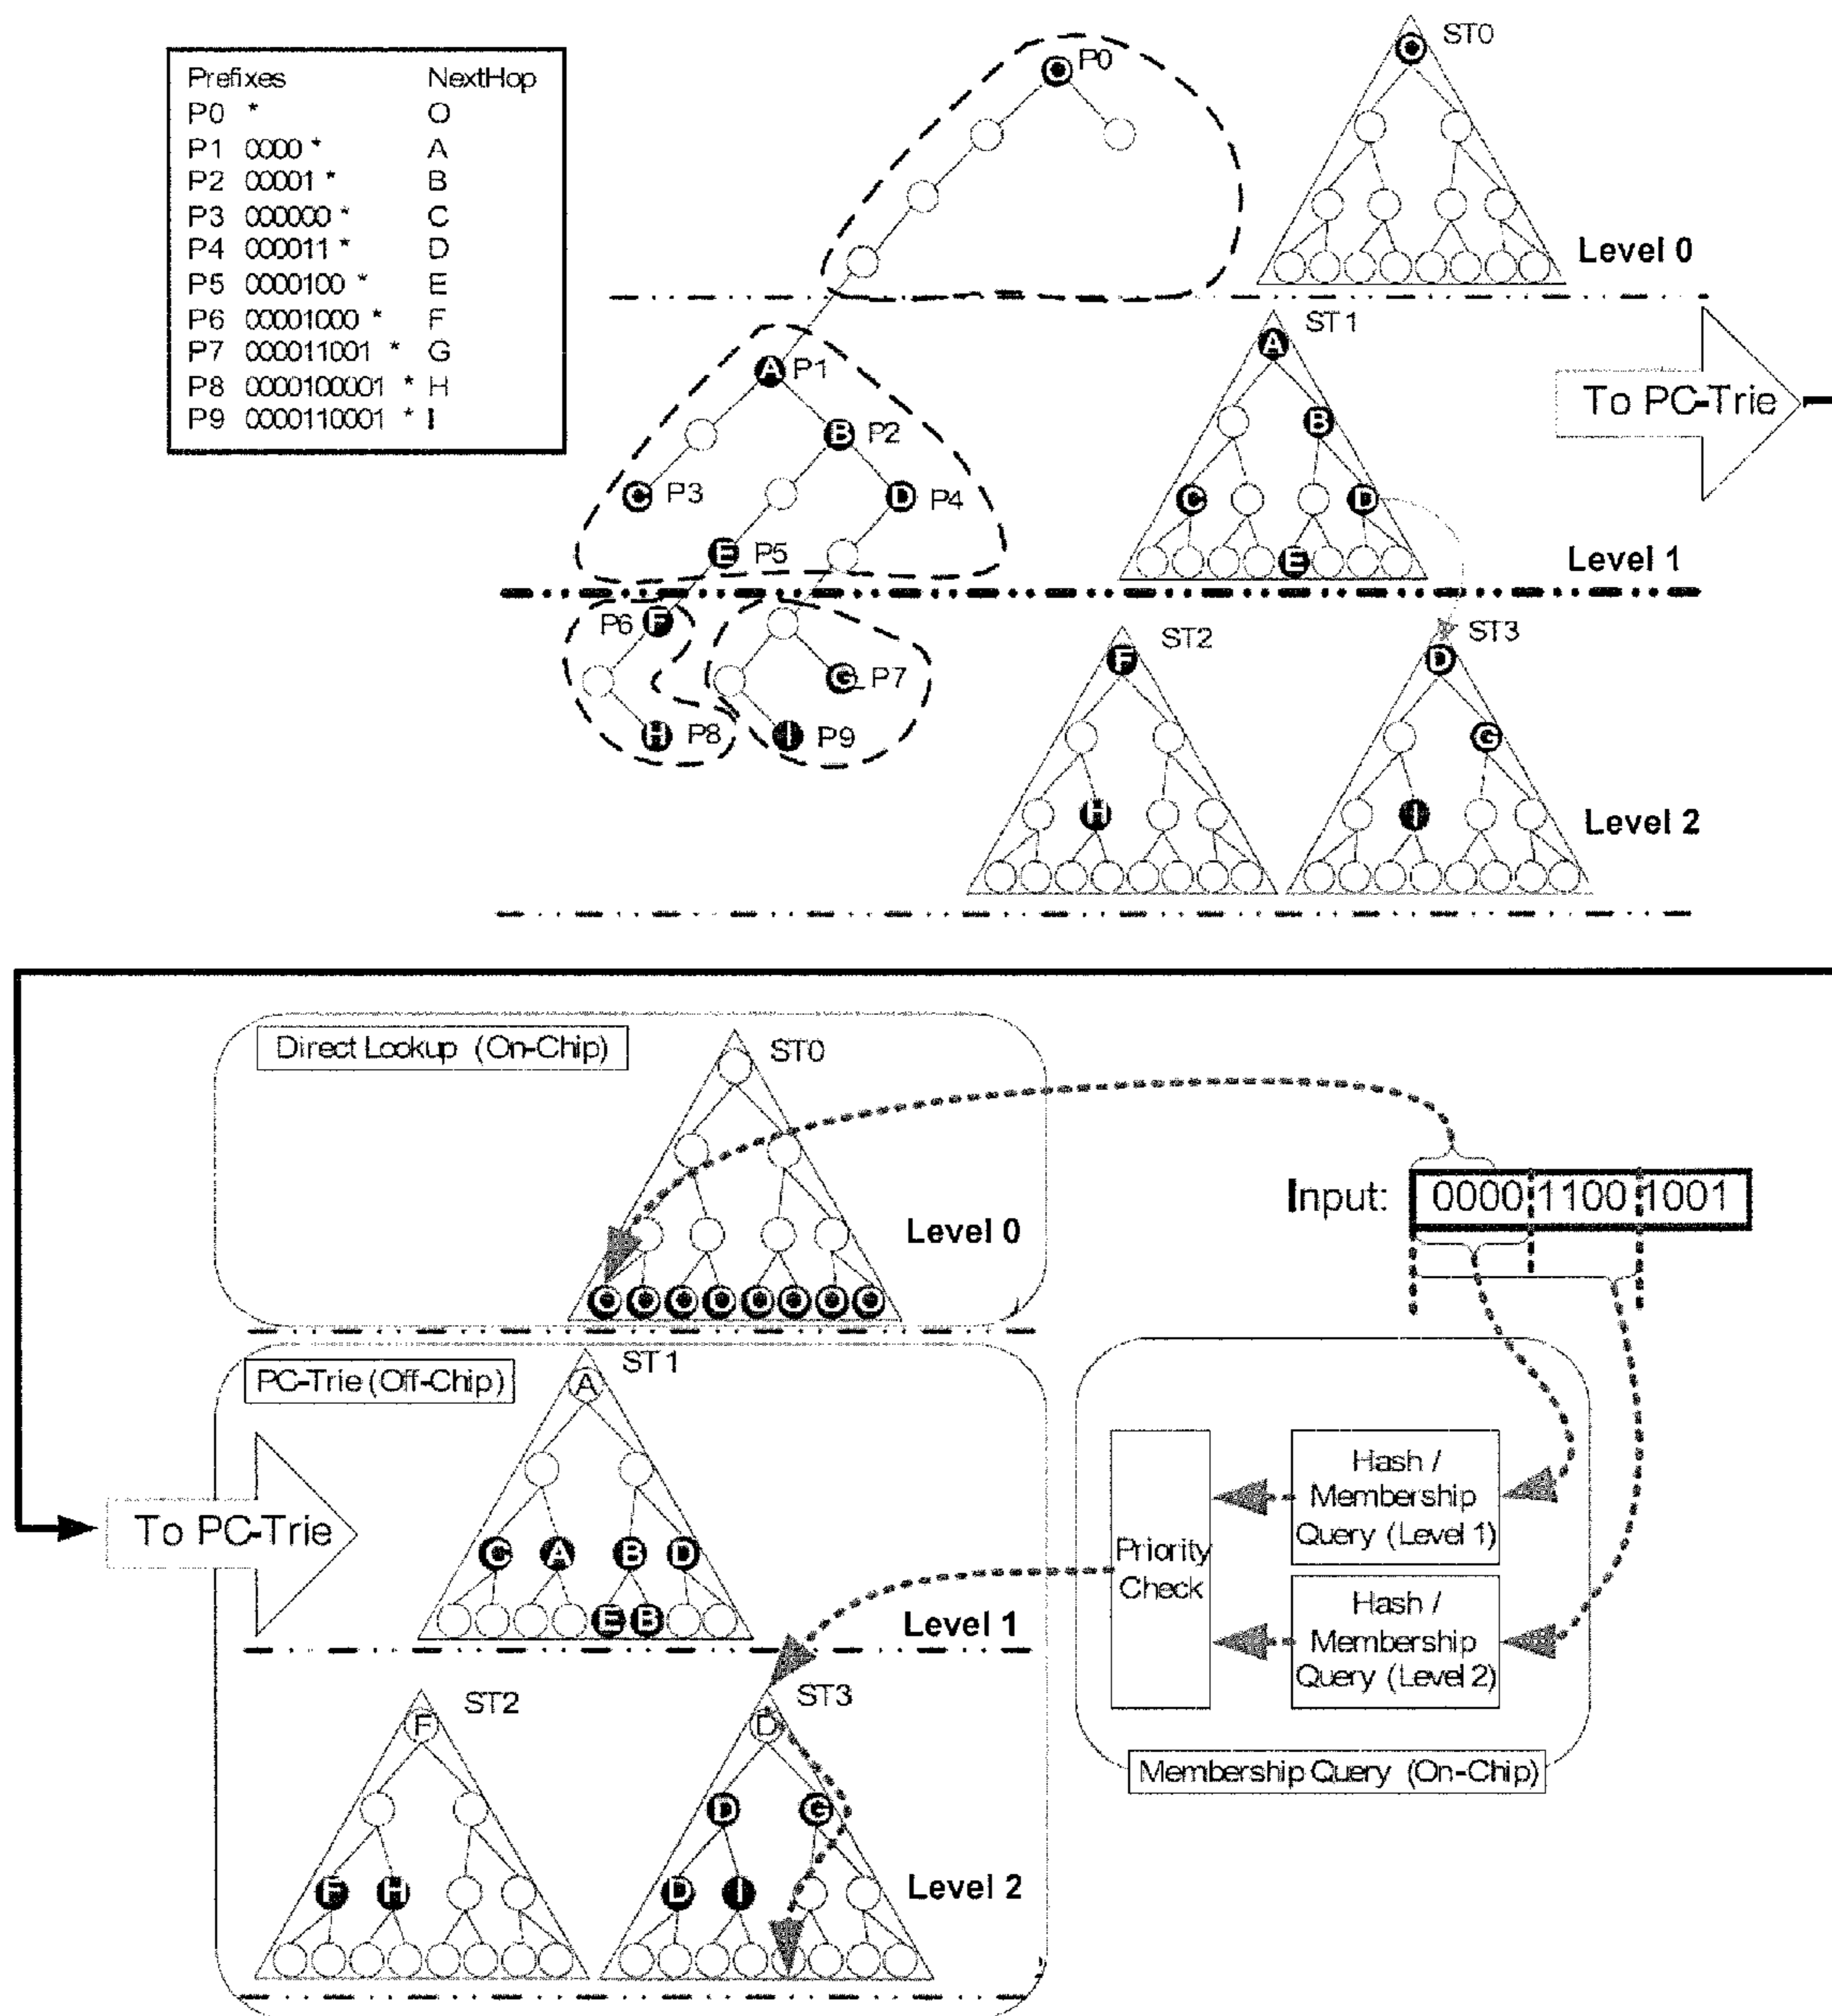 Prefixes NextHop
P0 * O
P1 0000 * A
P2 00001 * B
P3 000000 * C
P4 000011 * D
P5 0000100 * E
P6 00001000 * F
P7 000011001 * G
P8 0000100001 * H
P9 0000110001 * I
O P0
A P1
B P2
C P3
D P4
E P5
P6 F
G P7
H P8
I P9
ST0
O
Level 0
ST1
A
B
C D
E
Level 1
To PC-Trie
ST2
F
H
ST3
D
G
I
Level 2
Direct Lookup (On-Chip)
ST0
Level 0
O O O O O O O O
Input: 0000 1100 1001
PC-Trie (Off-Chip)
ST1
A
To PC-Trie
C A B D
E B
Level 1
ST2
F
F H
ST3
D
D G
D I
Level 2
Priority
Check
Hash /
Membership
Query (Level 1)
Hash /
Membership
Query (Level 2)
Membership Query (On-Chip)